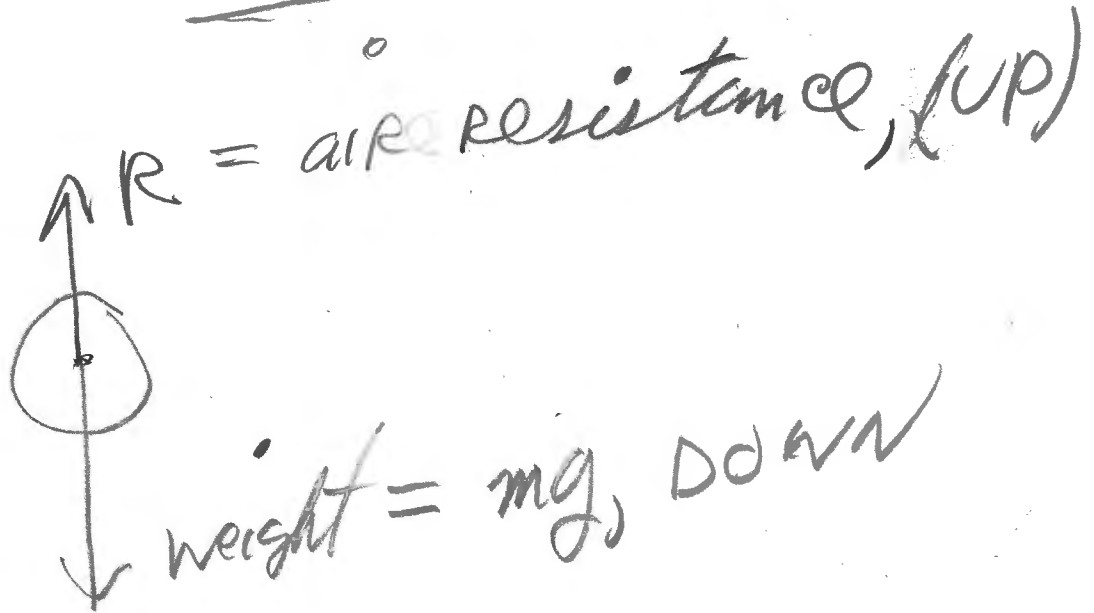 R = air resistance, (up)
weight = mg, DOWN